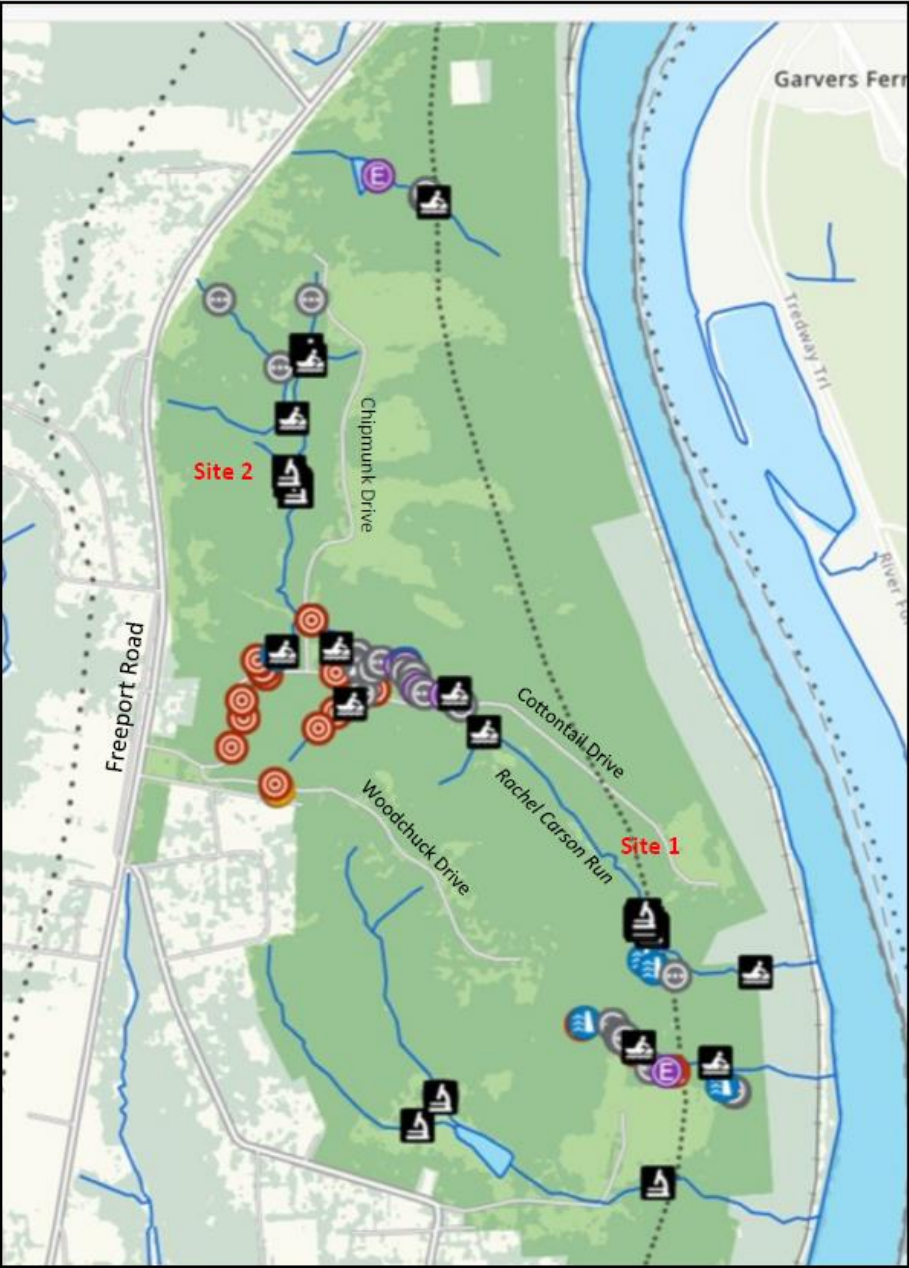 Garvers Ferr
E
Tredway Trl
Chipmunk Drive
Site 2
River Fo
Freeport Road
Cottontail Drive
Rachel Carson Run
Woodchuck Drive
Site 1
E